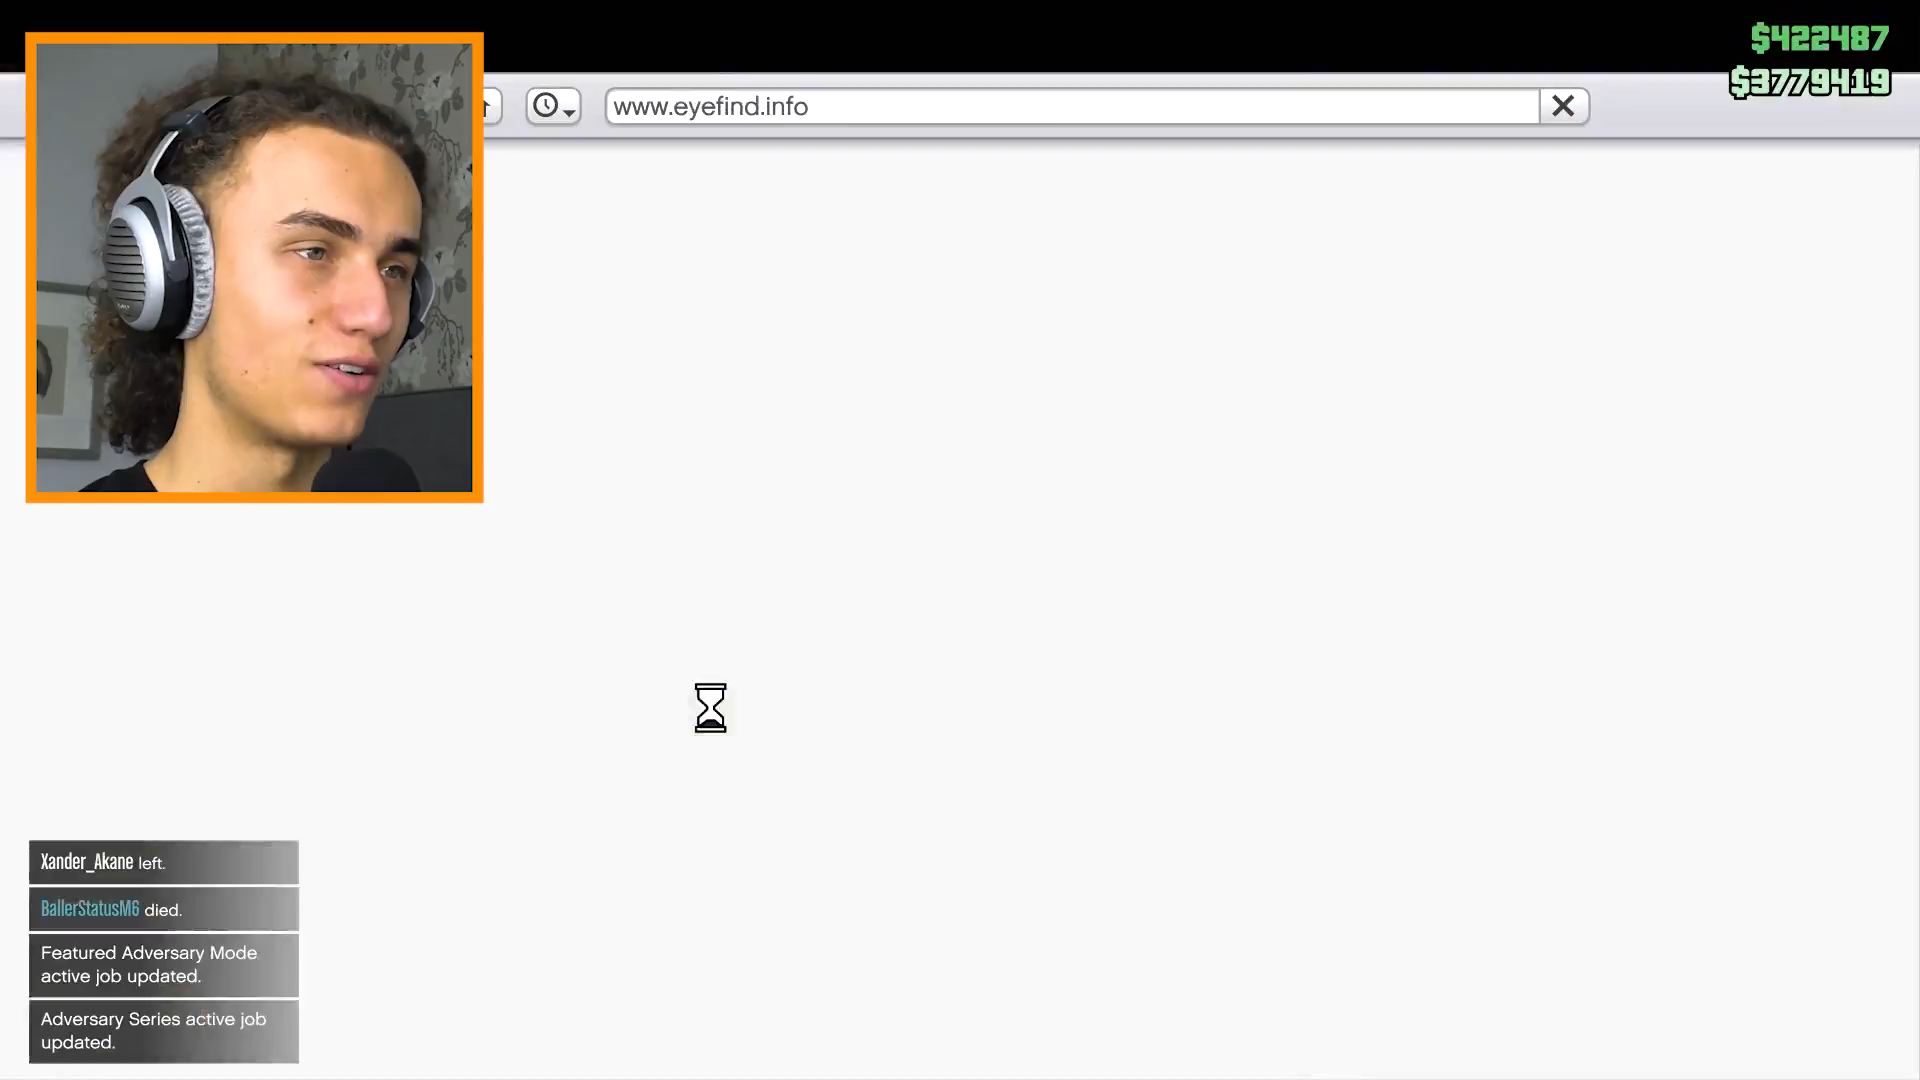 $422487
$3779419
www.eyefind.info
Xander_Akane left.
BallerStatusM6 died.
Featured Adversary Mode
active job updated.
Adversary Series active job
updated.